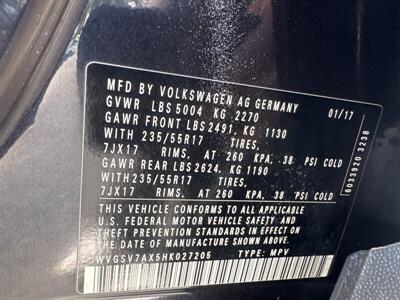 MFD BY VOLKSWAGEN AG GERMANY 01/17
GVWR LBS 5004 KG 2270
GAWR FRONT LBS 2491, KG 1130
WITH 235/55R17 TIRES,
7JX17 RIMS, AT 260 KPA, 38 PSI COLD
GAWR REAR LBS 2624, KG 1190
WITH 235/55R17 TIRES,
7JX17 RIMS, AT 260 KPA, 38 PSI COLD
THIS VEHICLE CONFORMS TO ALL APPLICABLE
U.S. FEDERAL MOTOR VEHICLE SAFETY AND
THEFT PREVENTION STANDARDS IN EFFECT ON THE
DATE OF MANUFACTURE SHOWN ABOVE.
WVGSV7AX5HK027205 TYPE: MPV
6033920 3238